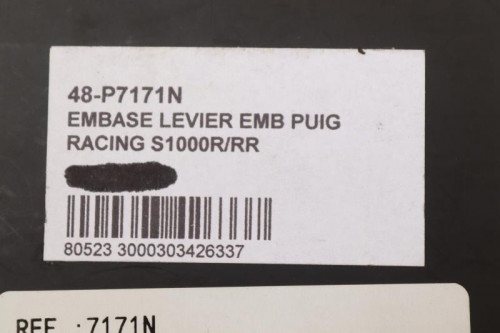 48-P7171N
EMBASE LEVIER EMB PUIG
RACING S1000R/RR
80523 3000303426337
REF. :7171N